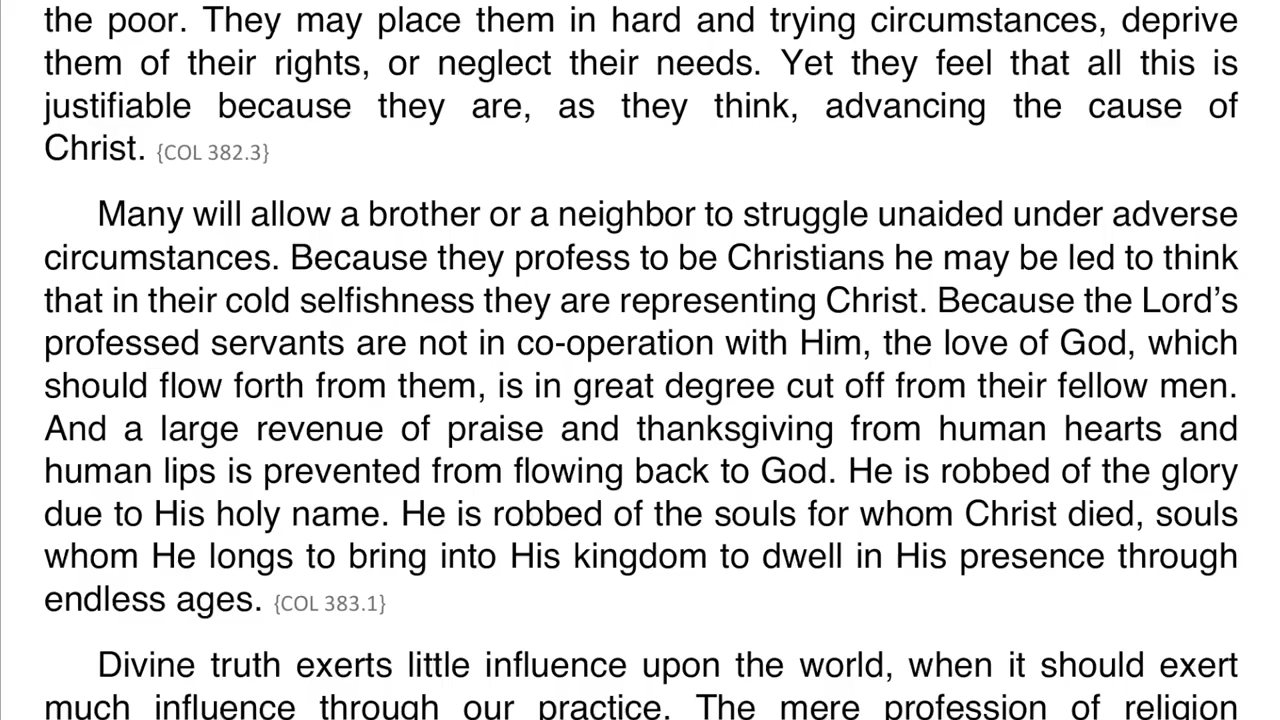 the poor. They may place them in hard and trying circumstances, deprive
them of their rights, or neglect their needs. Yet they feel that all this is
justifiable because they are, as they think, advancing the cause of
Christ. {COL 382.3}
Many will allow a brother or a neighbor to struggle unaided under adverse
circumstances. Because they profess to be Christians he may be led to think
that in their cold selfishness they are representing Christ. Because the Lord’s
professed servants are not in co-operation with Him, the love of God, which
should flow forth from them, is in great degree cut off from their fellow men.
And a large revenue of praise and thanksgiving from human hearts and
human lips is prevented from flowing back to God. He is robbed of the glory
due to His holy name. He is robbed of the souls for whom Christ died, souls
whom He longs to bring into His kingdom to dwell in His presence through
endless ages. {COL 383.1}
Divine truth exerts little influence upon the world, when it should exert
much influence through our practice. The mere profession of religion